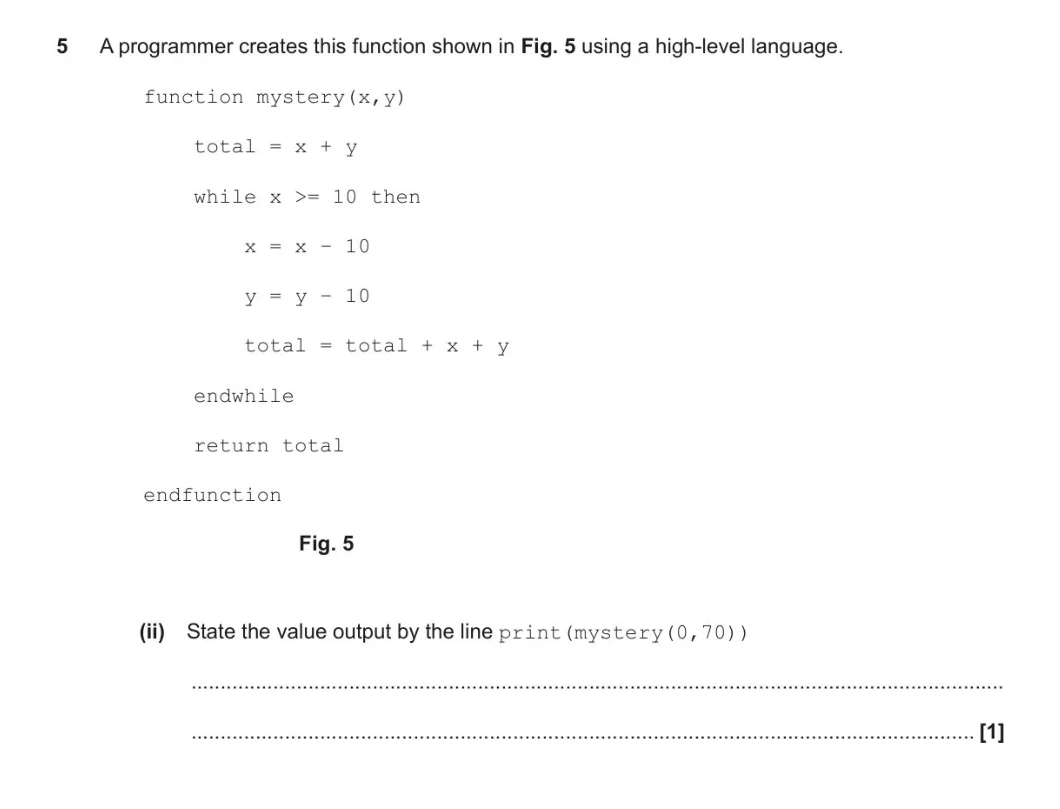 5 A programmer creates this function shown in Fig. 5 using a high-level language.
function mystery(x,y)
total = x + y
while x >= 10 then
x = x – 10
y = y – 10
total = total + x + y
endwhile
return total
endfunction
Fig. 5
(ii) State the value output by the line print(mystery(0,70))
[1]